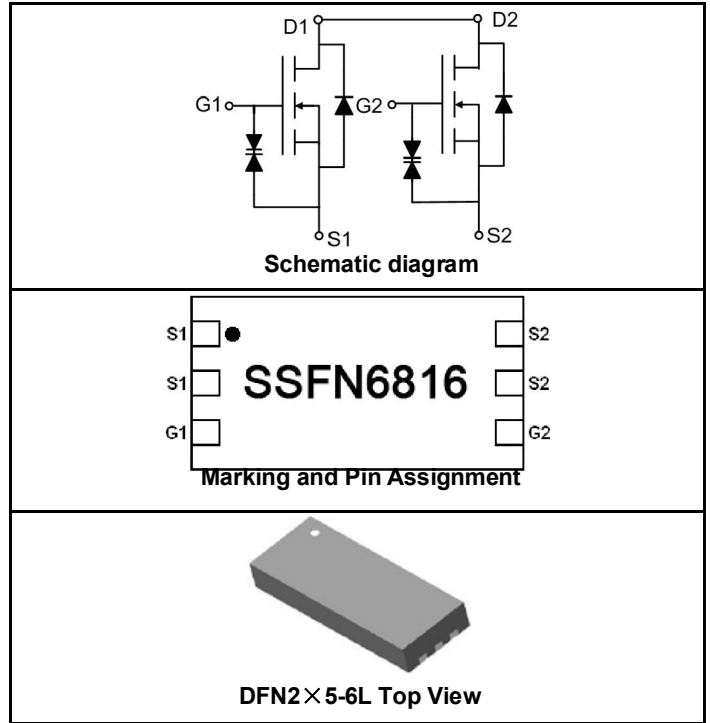 D1
D2
G1
G2
S1
S2
Schematic diagram
S1
S2
SSFN6816
S1
S2
G1
G2
Marking and Pin Assignment
DFN2×5-6L Top View